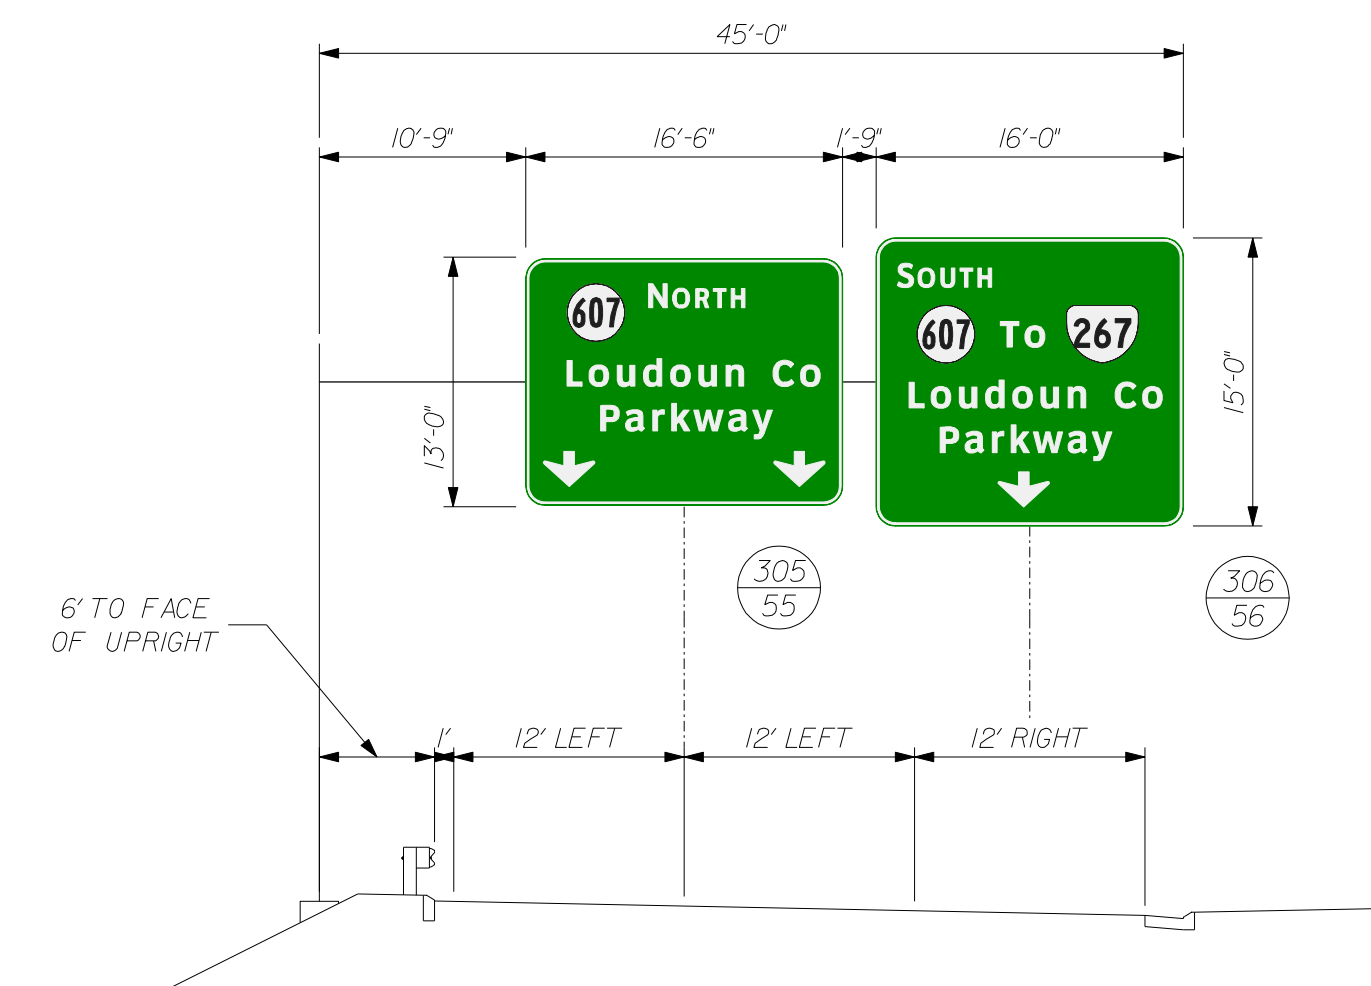 45'-0"
10'-9"
16'-6"
1'-9"
16'-0"
NORTH
607
Loudoun Co
Parkway
SOUTH
607 To 267
Loudoun Co
Parkway
13'-0"
15'-0"
305
55
306
56
6' TO FACE
OF UPRIGHT
1'
12' LEFT
12' LEFT
12' RIGHT